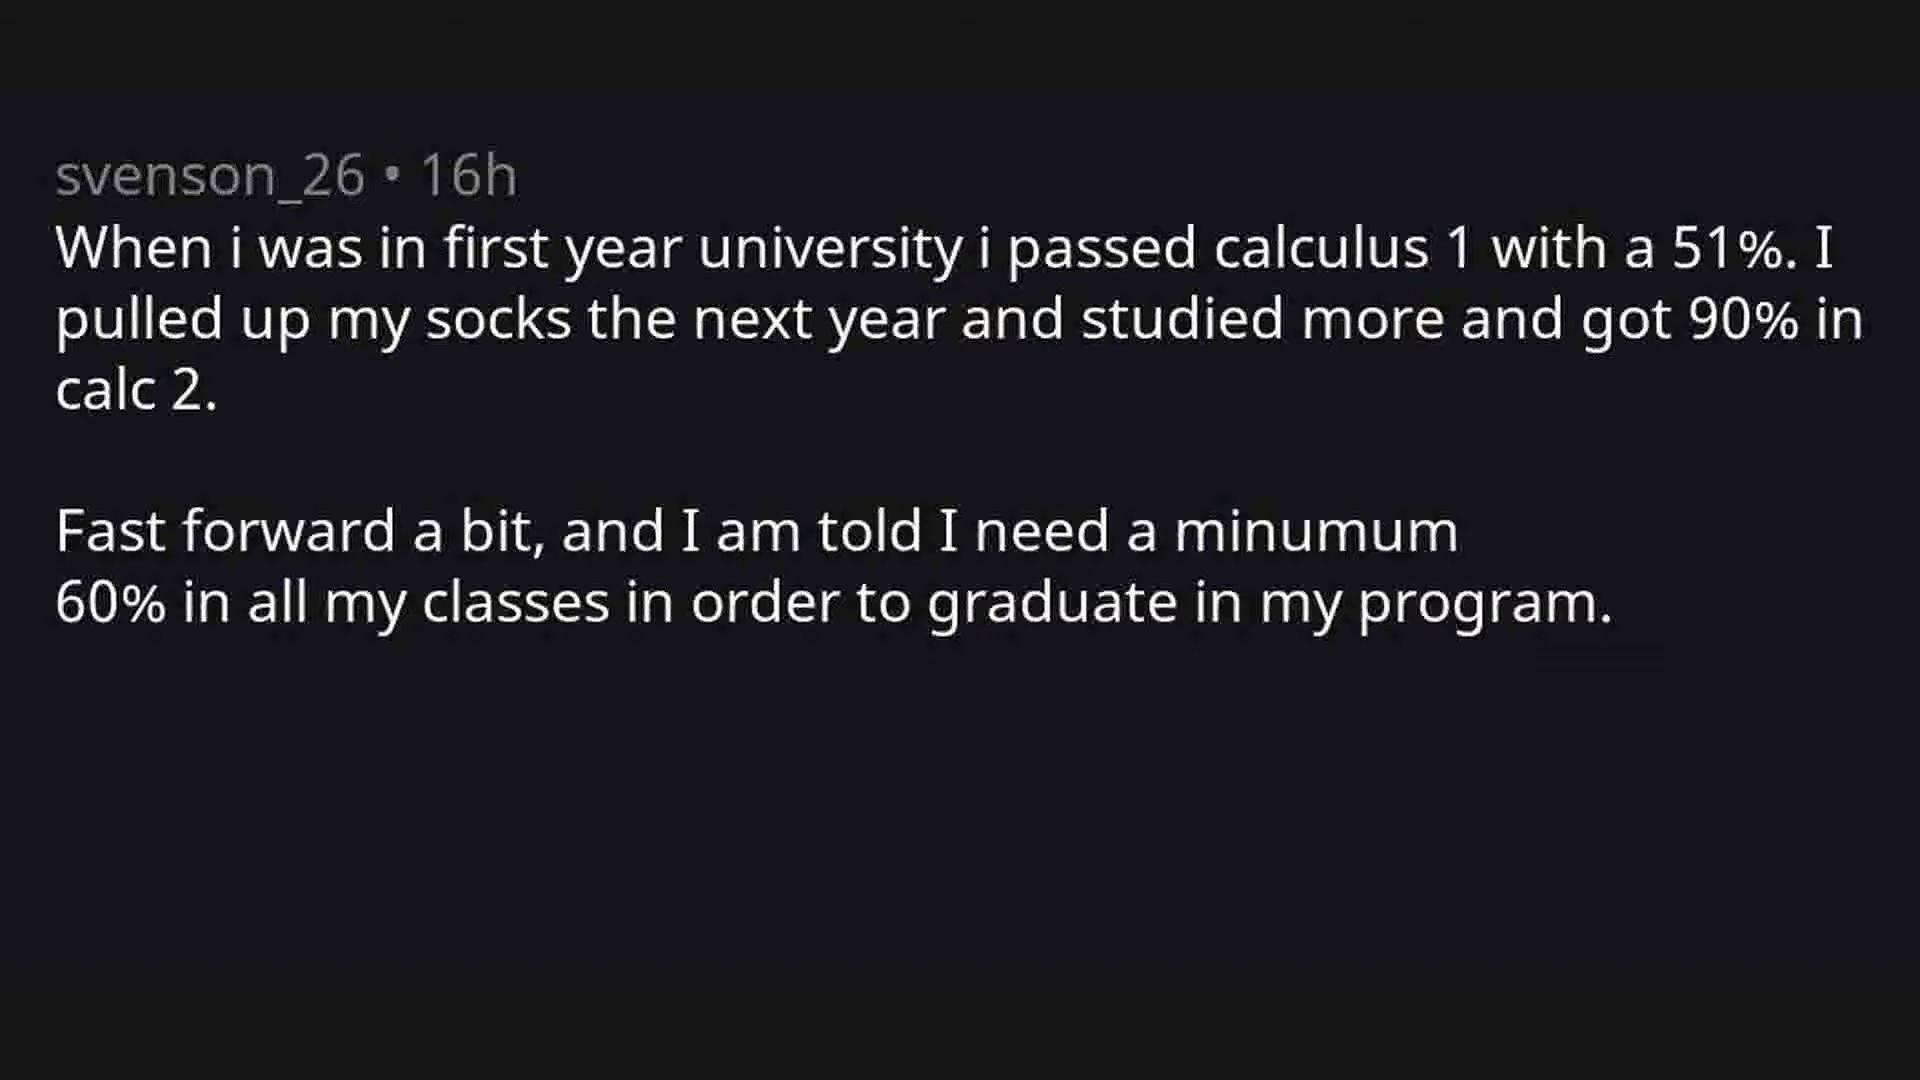 svenson_26 • 16h
When i was in first year university i passed calculus 1 with a 51%. I
pulled up my socks the next year and studied more and got 90% in
calc 2.
Fast forward a bit, and I am told I need a minumum
60% in all my classes in order to graduate in my program.